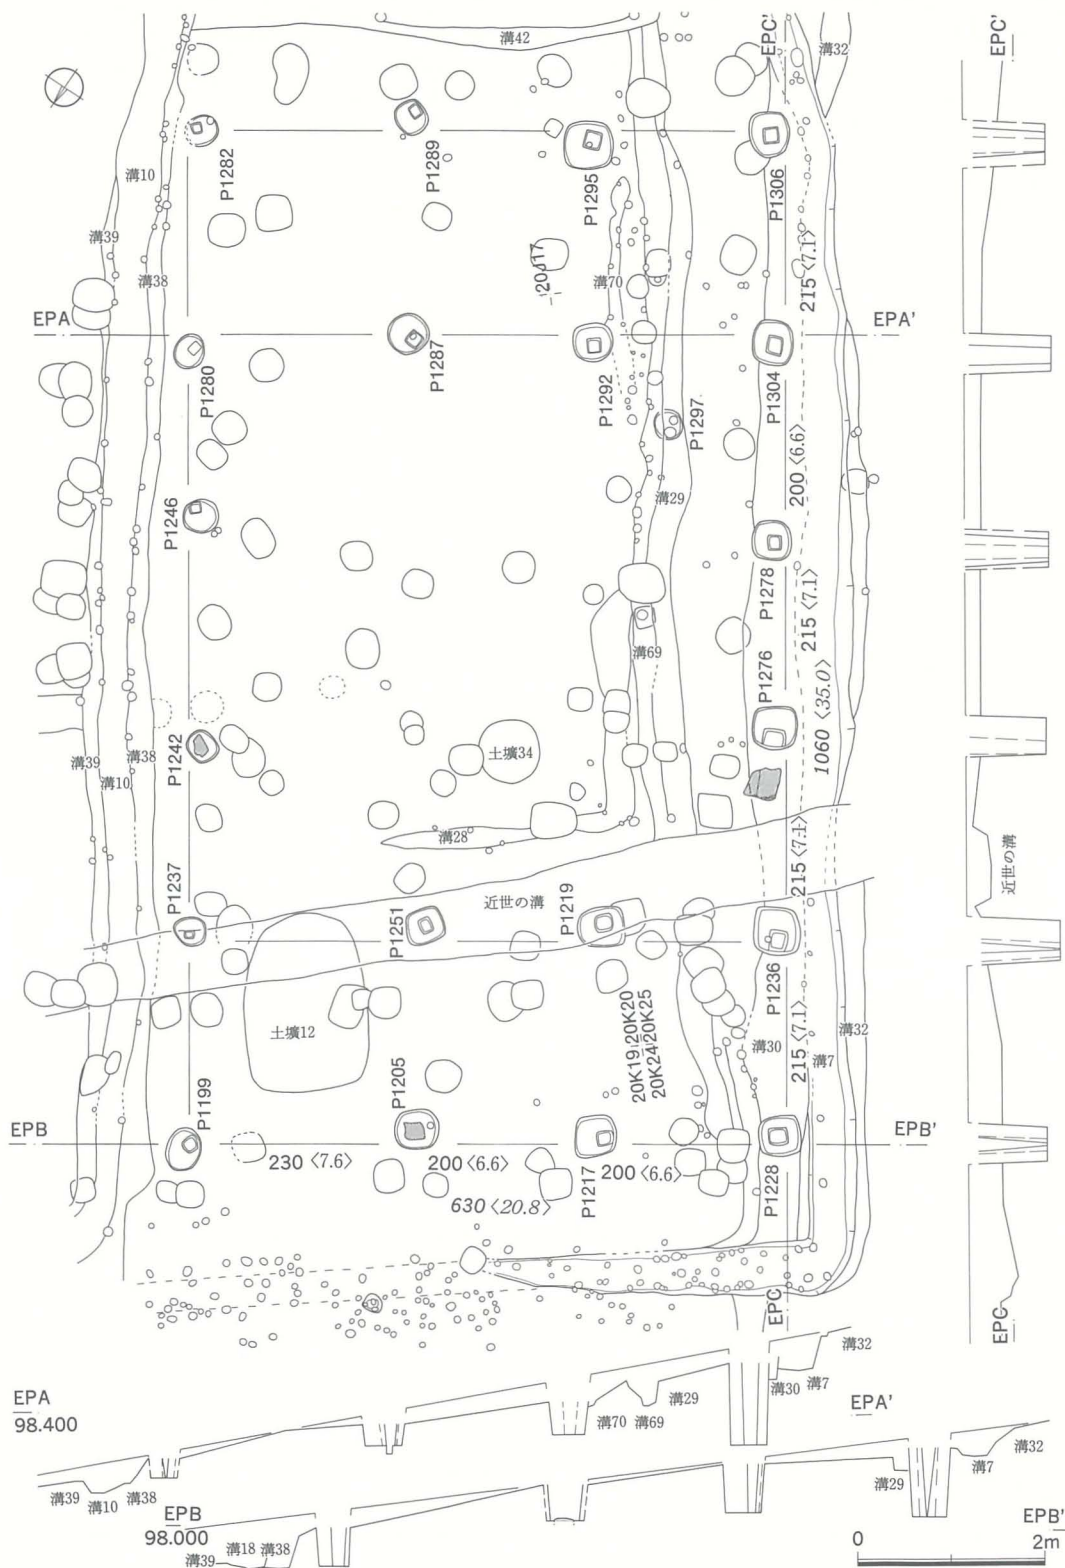 EPC'
EPC'
溝42
溝32
P1282
P1289
P1295
P1306
溝10
溝39
溝38
20J17
溝70
215〈7.1〉
EPA
EPA'
P1280
P1287
P1292
P1304
P1297
200〈6.6〉
P1246
溝29
P1278
215〈7.1〉
溝69
P1276
1060〈35.0〉
P1242
溝39
溝10
溝38
土壙34
溝28
215〈7.1〉
近世の溝
P1237
近世の溝
P1251
P1219
P1236
土壙12
20K19 20K20
20K24 20K25
溝30
215〈7.1〉
溝7
溝32
P1199
P1205
EPB
EPB'
230〈7.6〉
200〈6.6〉
200〈6.6〉
630〈20.8〉
P1217
P1228
EPC
EPC
EPA
98.400
溝32
溝7
溝30
溝29
溝69
溝70
EPA'
溝39
溝10
溝38
溝32
溝7
溝29
EPB
98.000
溝39
溝18
溝38
EPB'
0
2m